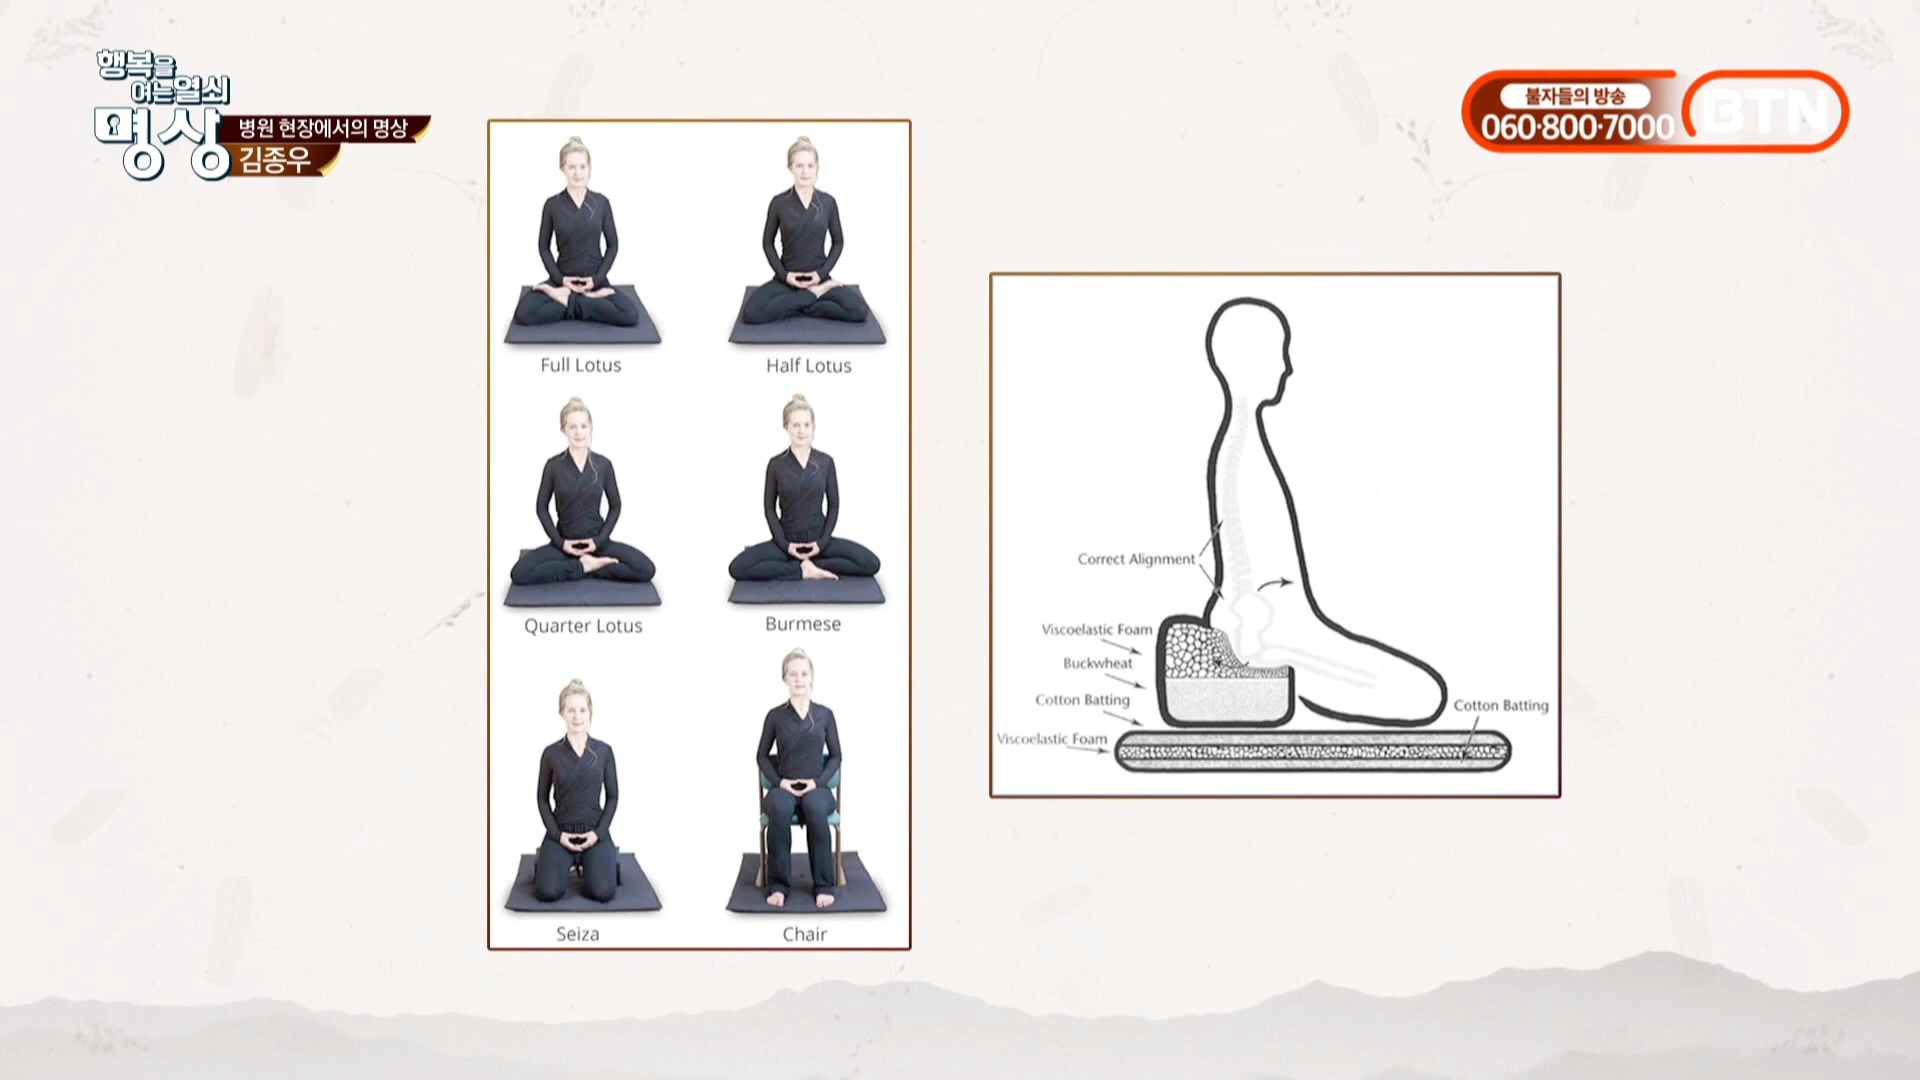 행복을
여는열쇠
명상
병원 현장에서의 명상
김종우
불자들의 방송
060·800·7000
BTN
Full Lotus
Half Lotus
Quarter Lotus
Burmese
Seiza
Chair
Correct Alignment
Viscoelastic Foam
Buckwheat
Cotton Batting
Viscoelastic Foam
Cotton Batting